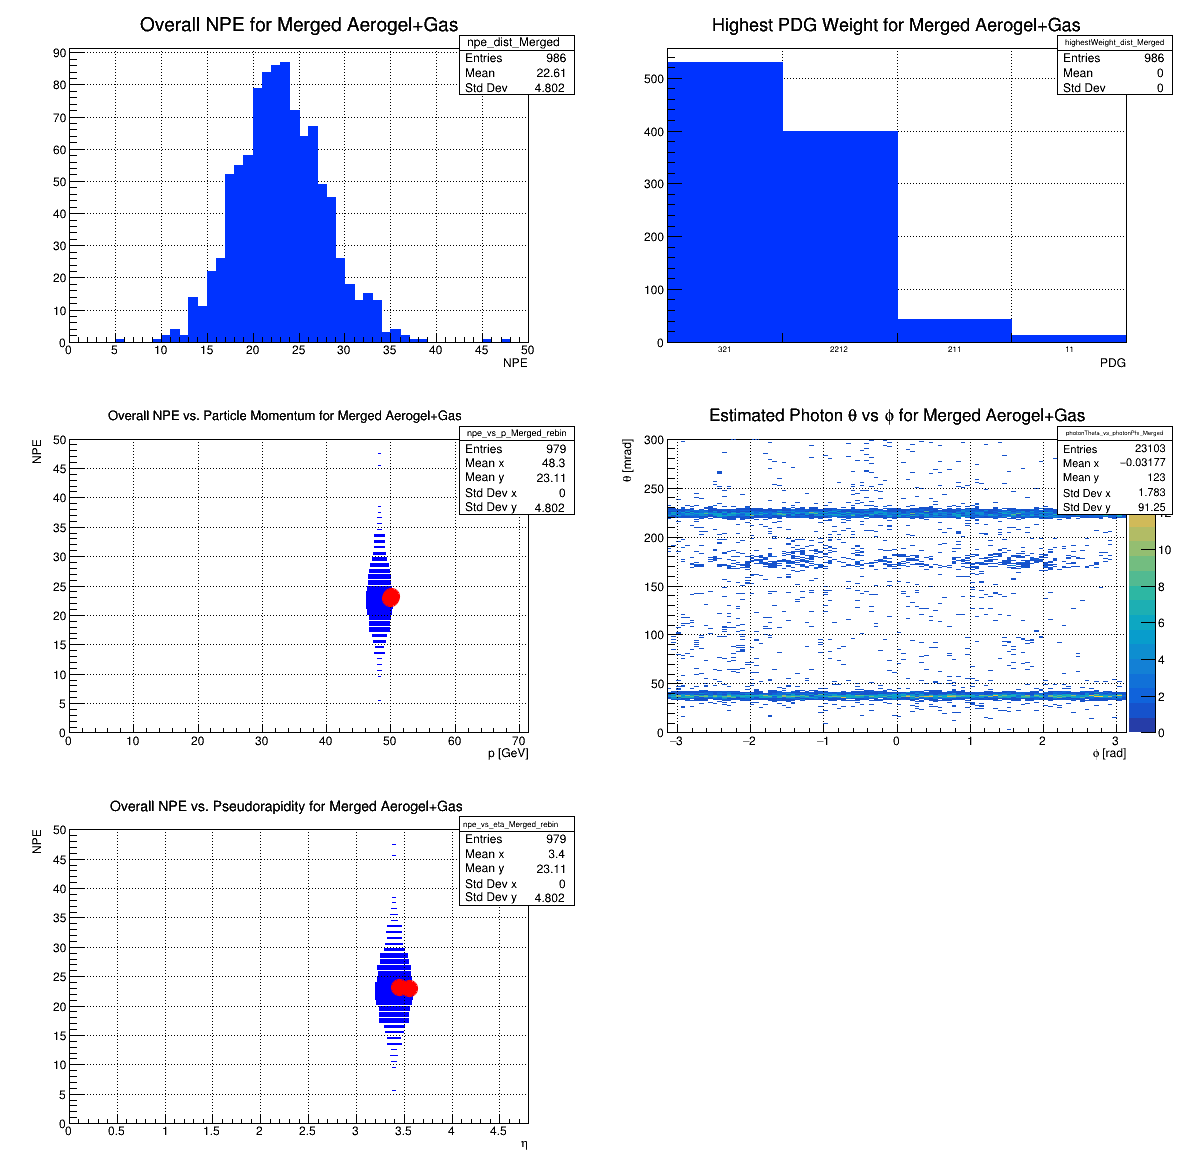 Overall NPE for Merged Aerogel+Gas
npe_dist_Merged
Entries 986
Mean 22.61
Std Dev 4.802
90
80
70
60
50
40
30
20
10
0
0 5 10 15 20 25 30 35 40 45 50
NPE
Highest PDG Weight for Merged Aerogel+Gas
highestWeight_dist_Merged
Entries 986
Mean 0
Std Dev 0
500
400
300
200
100
0
321 2212 211 11
PDG
Overall NPE vs. Particle Momentum for Merged Aerogel+Gas
npe_vs_p_Merged_rebin
Entries 979
Mean x 48.3
Mean y 23.11
Std Dev x 0
Std Dev y 4.802
NPE
50
45
40
35
30
25
20
15
10
5
0
0 10 20 30 40 50 60 70
p [GeV]
Estimated Photon θ vs ϕ for Merged Aerogel+Gas
photonTheta_vs_photonPhi_Merged
Entries 23103
Mean x −0.03177
Mean y 123
Std Dev x 1.783
Std Dev y 91.25
θ [mrad]
300
250
200
150
100
50
0
−3 −2 −1 0 1 2 3
ϕ [rad]
10
8
6
4
2
0
Overall NPE vs. Pseudorapidity for Merged Aerogel+Gas
npe_vs_eta_Merged_rebin
Entries 979
Mean x 3.4
Mean y 23.11
Std Dev x 0
Std Dev y 4.802
NPE
50
45
40
35
30
25
20
15
10
5
0
0 0.5 1 1.5 2 2.5 3 3.5 4 4.5
η